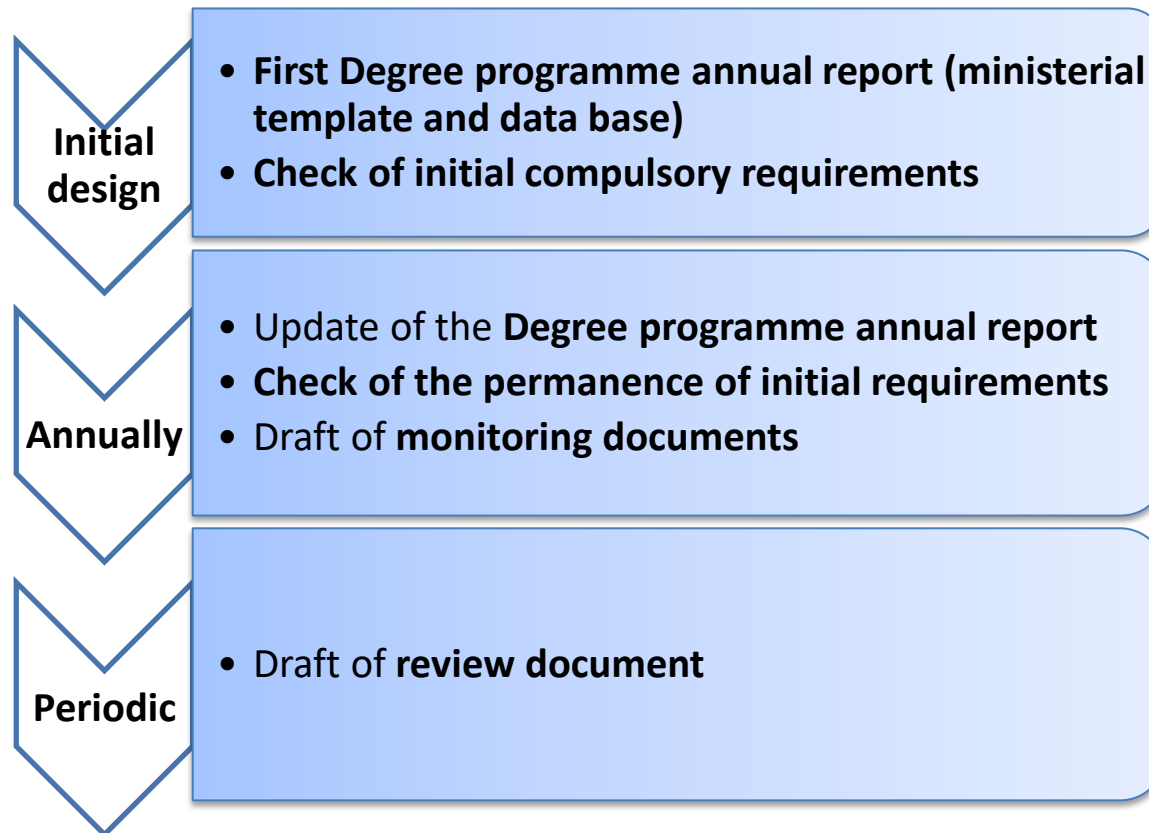 Initial
design
• First Degree programme annual report (ministerial
template and data base)
• Check of initial compulsory requirements
Annually
• Update of the Degree programme annual report
• Check of the permanence of initial requirements
• Draft of monitoring documents
Periodic
• Draft of review document